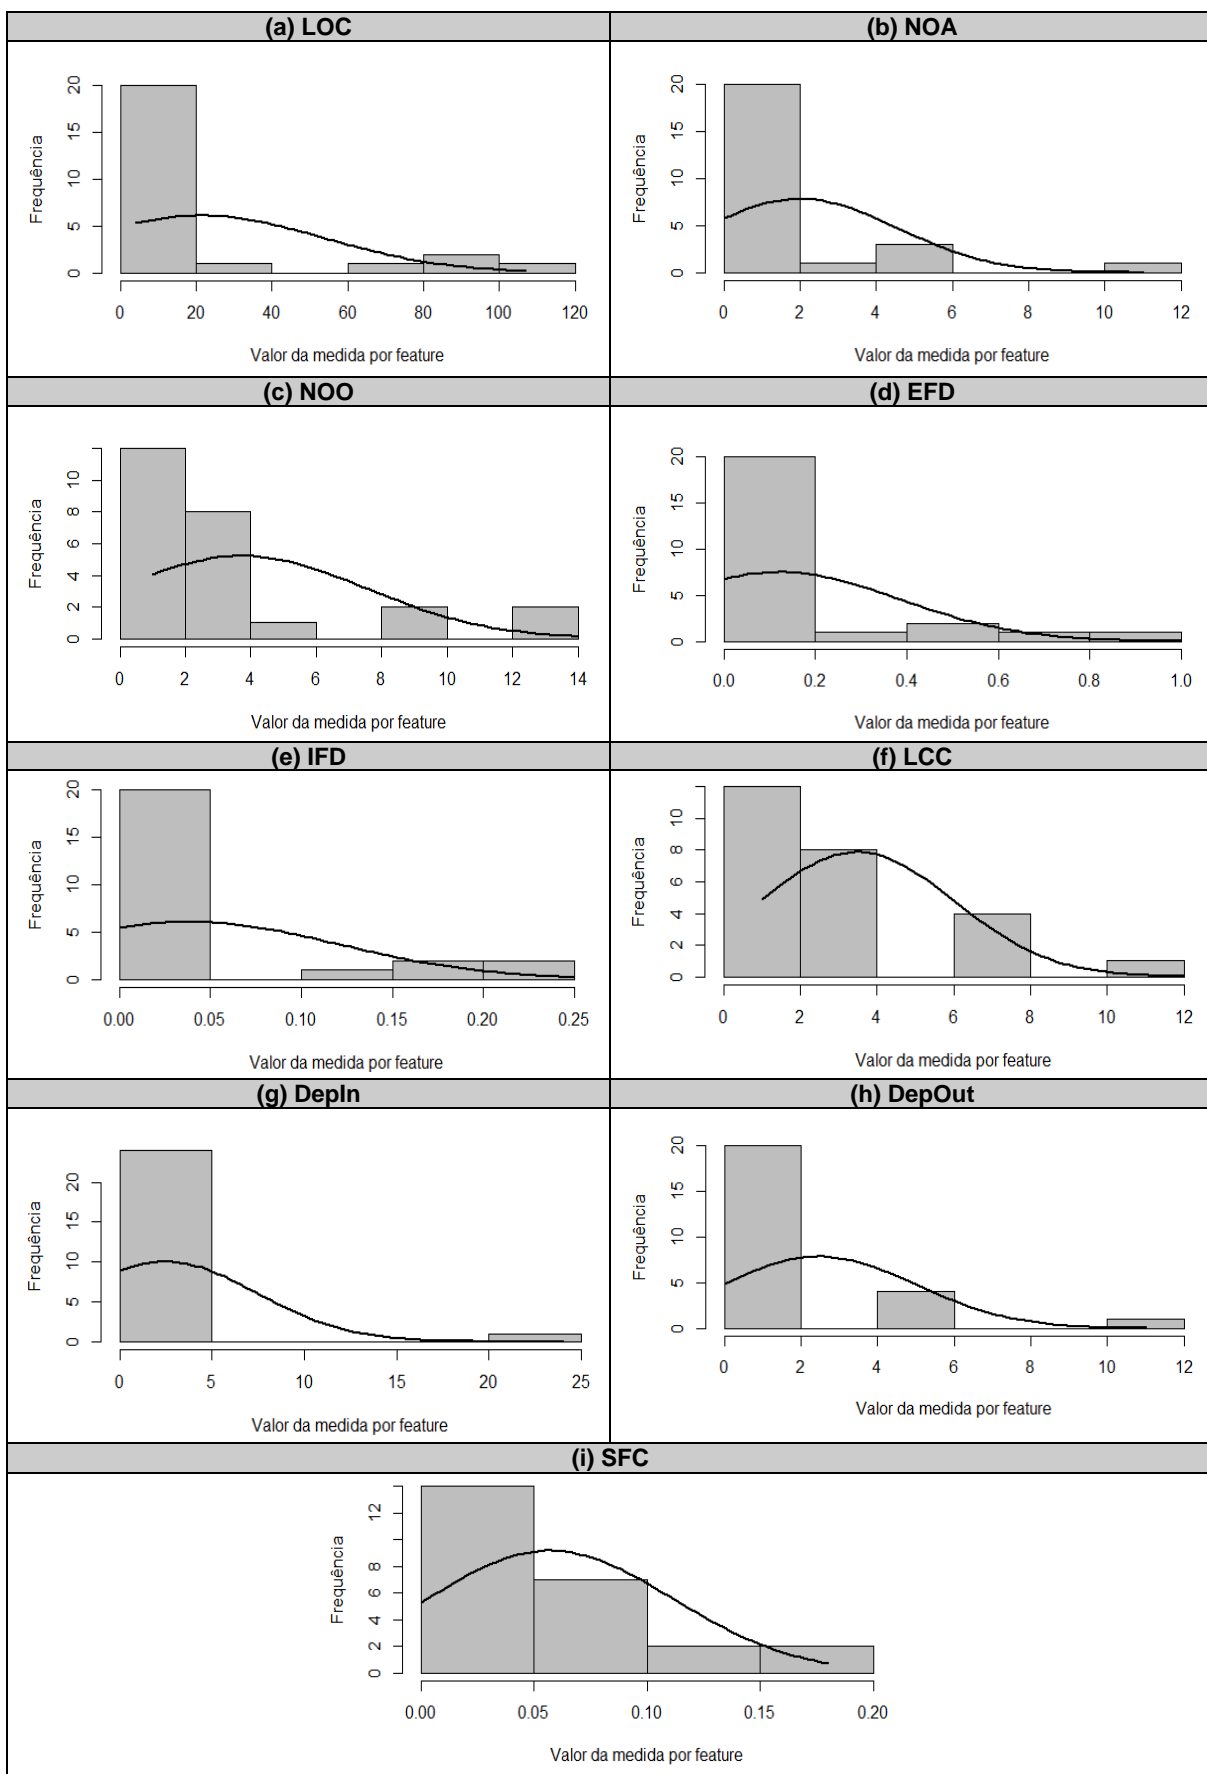 (a) LOC
(b) NOA
Frequência
0 5 10 15 20
0 20 40 60 80 100 120
Valor da medida por feature
Frequência
0 5 10 15 20
0 2 4 6 8 10 12
Valor da medida por feature
(c) NOO
(d) EFD
Frequência
0 2 4 6 8 10
0 2 4 6 8 10 12 14
Valor da medida por feature
Frequência
0 5 10 15 20
0.0 0.2 0.4 0.6 0.8 1.0
Valor da medida por feature
(e) IFD
(f) LCC
Frequência
0 5 10 15 20
0.00 0.05 0.10 0.15 0.20 0.25
Valor da medida por feature
Frequência
0 2 4 6 8 10
0 2 4 6 8 10 12
Valor da medida por feature
(g) DepIn
(h) DepOut
Frequência
0 5 10 15 20
0 5 10 15 20 25
Valor da medida por feature
Frequência
0 5 10 15 20
0 2 4 6 8 10 12
Valor da medida por feature
(i) SFC
Frequência
0 2 4 6 8 12
0.00 0.05 0.10 0.15 0.20
Valor da medida por feature